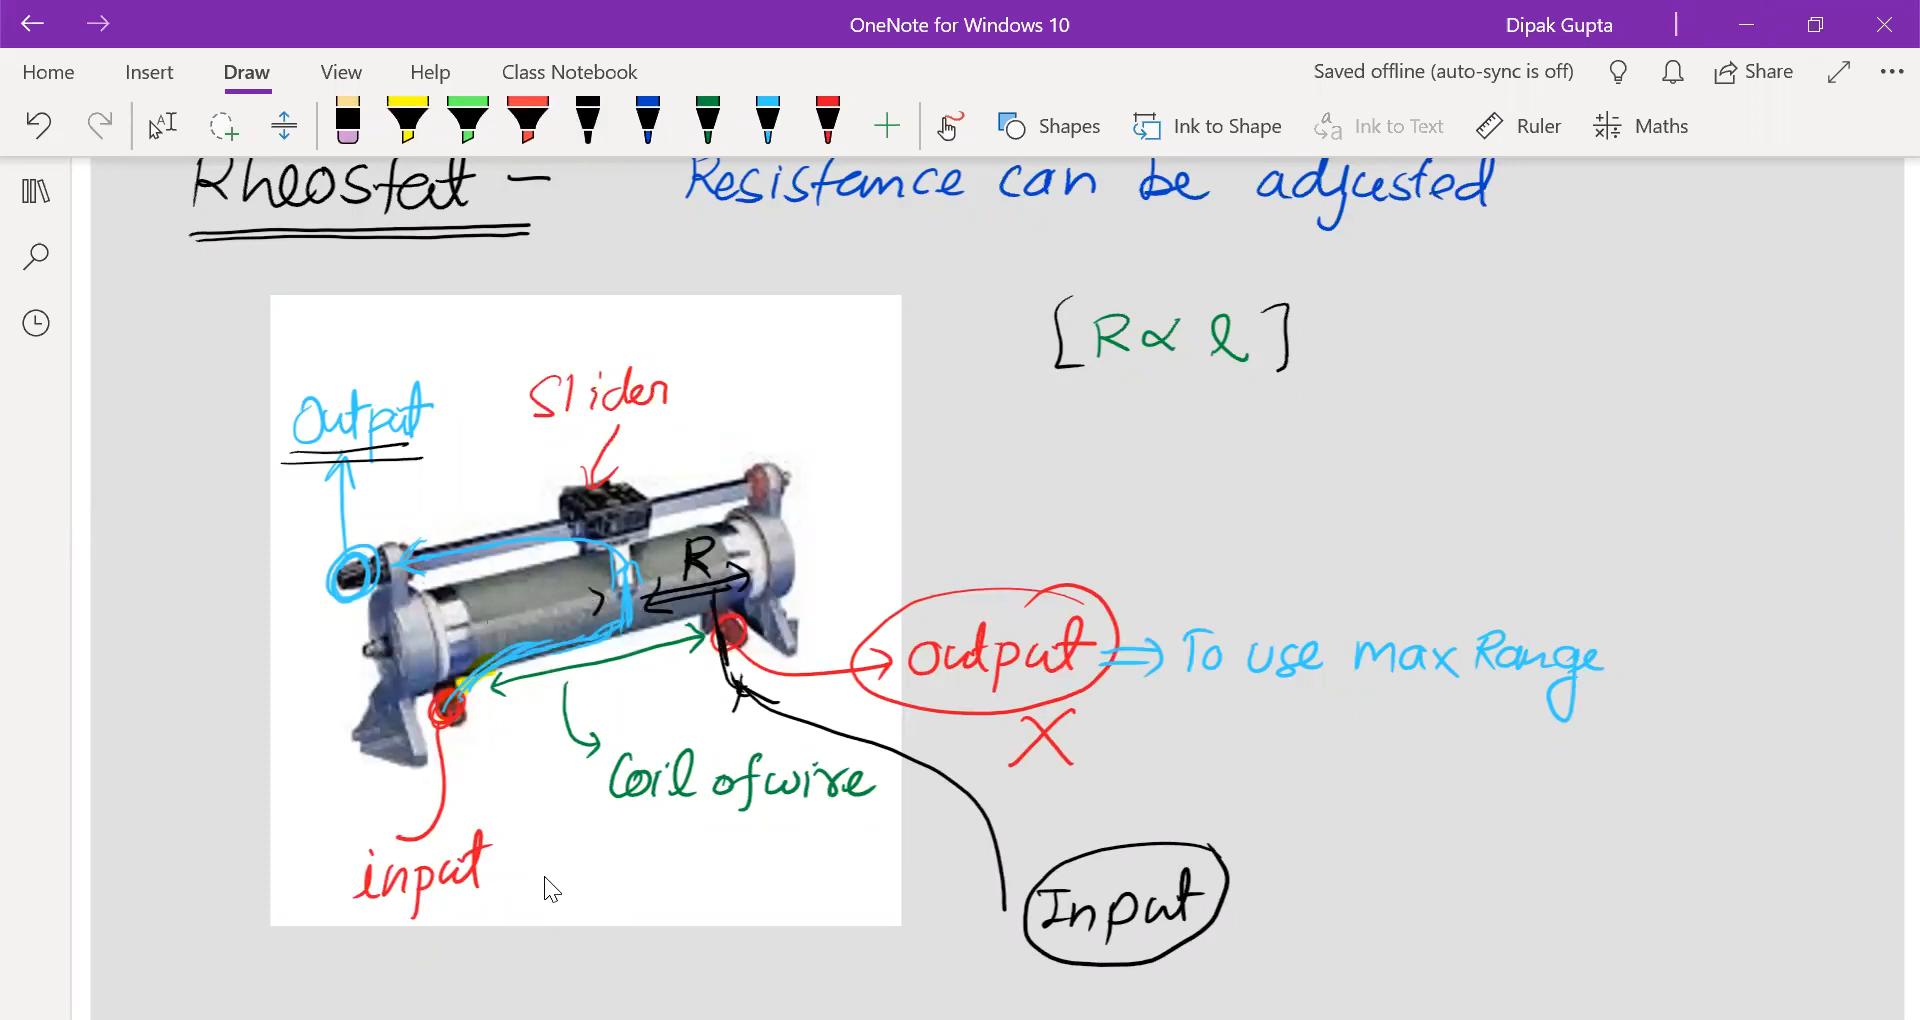 OneNote for Windows 10
Dipak Gupta
Home Insert Draw View Help Class Notebook
Saved offline (auto-sync is off) Share
Shapes Ink to Shape Ink to Text Ruler Maths
Rheostat - Resistance can be adjusted
[R ∝ l]
Output
Slider
R
output ⇒ To use max Range
X
Coil of wire
input
Input